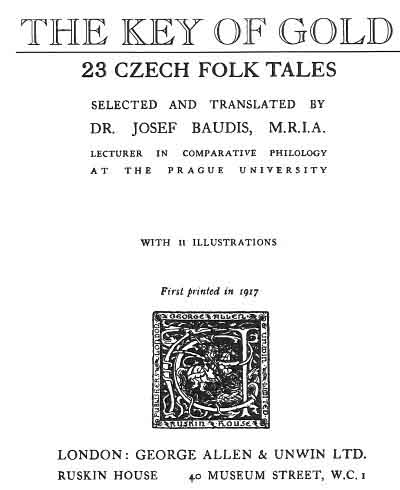 THE KEY OF GOLD
23 CZECH FOLK TALES
SELECTED AND TRANSLATED BY
DR. JOSEF BAUDIS, M.R.I.A.
LECTURER IN COMPARATIVE PHILOLOGY
AT THE PRAGUE UNIVERSITY
WITH 11 ILLUSTRATIONS
First printed in 1917
GEORGE ALLEN
RUSKIN HOUSE
LONDON: GEORGE ALLEN & UNWIN LTD.
RUSKIN HOUSE 40 MUSEUM STREET, W.C. 1